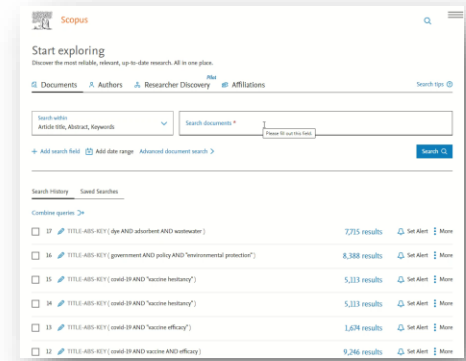 Scopus
Start exploring
Discover the most reliable, relevant, up-to-date research. All in one place.
Pilot
Documents Authors Researcher Discovery Affiliations Search tips
Search within
Article title, Abstract, Keywords
Search documents *
Please fill out this field.
+ Add search field Add date range Advanced document search > Search
Search History Saved Searches
Combine queries
17 TITLE-ABS-KEY ( dye AND adsorbent AND wastewater ) 7,715 results Set Alert More
16 TITLE-ABS-KEY ( government AND policy AND "environmental protection" ) 8,388 results Set Alert More
15 TITLE-ABS-KEY ( covid-19 AND "vaccine hesitancy" ) 5,113 results Set Alert More
14 TITLE-ABS-KEY ( covid-19 AND "vaccine hesitancy" ) 5,113 results Set Alert More
13 TITLE-ABS-KEY ( covid-19 AND "vaccine efficacy" ) 1,674 results Set Alert More
12 TITLE-ABS-KEY ( covid-19 AND vaccine AND efficacy ) 9,246 results Set Alert More